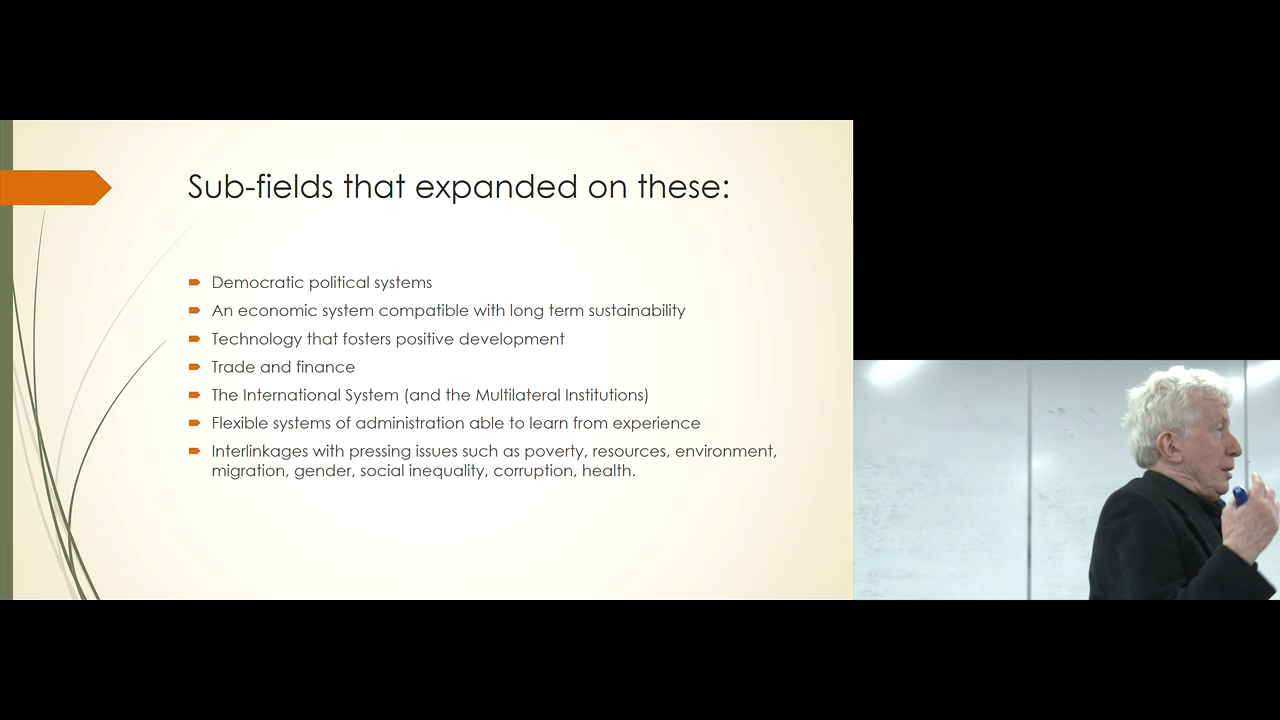 Sub-fields that expanded on these:
Democratic political systems
An economic system compatible with long term sustainability
Technology that fosters positive development
Trade and finance
The International System (and the Multilateral Institutions)
Flexible systems of administration able to learn from experience
Interlinkages with pressing issues such as poverty, resources, environment,
migration, gender, social inequality, corruption, health.